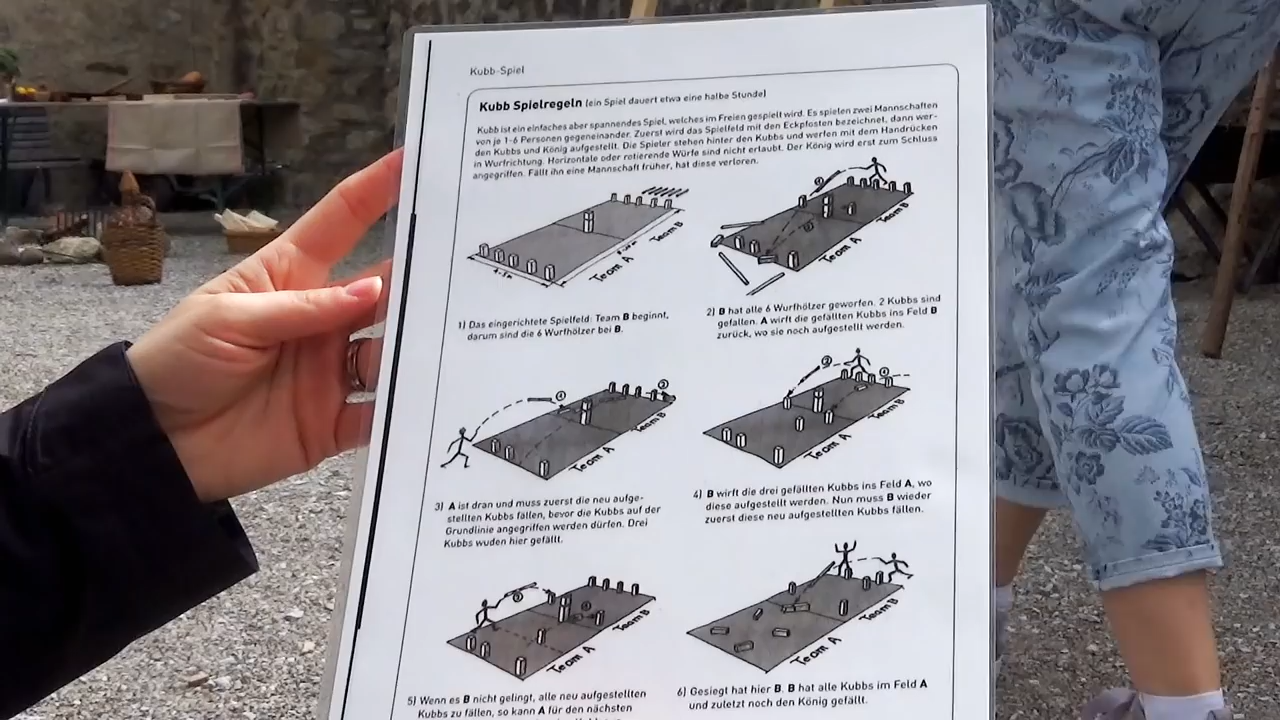 Kubb-Spiel
Kubb Spielregeln (ein Spiel dauert etwa eine halbe Stunde)
Kubb ist ein einfaches aber spannendes Spiel, welches im Freien gespielt wird. Es spielen zwei Mannschaften
von je 1-6 Personen gegeneinander. Zuerst wird das Spielfeld mit den Eckpfosten bezeichnet, dann wer-
den Kubbs und König aufgestellt. Die Spieler stehen hinter den Kubbs und werfen mit dem Handrücken
in Wurfrichtung. Horizontale oder rotierende Würfe sind nicht erlaubt. Der König wird erst zum Schluss
angegriffen. Fällt ihn eine Mannschaft früher, hat diese verloren.
Team A
Team B
1) Das eingerichtete Spielfeld: Team B beginnt,
darum sind die 6 Wurfhölzer bei B.
Team A
Team B
2) B hat alle 6 Wurfhölzer geworfen. 2 Kubbs sind
gefallen. A wirft die gefällten Kubbs ins Feld B
zurück, wo sie noch aufgestellt werden.
Team A
Team B
3) A ist dran und muss zuerst die neu aufge-
stellten Kubbs fällen, bevor die Kubbs auf der
Grundlinie angegriffen werden dürfen. Drei
Kubbs wuden hier gefällt.
Team A
Team B
4) B wirft die drei gefällten Kubbs ins Feld A, wo
diese aufgestellt werden. Nun muss B wieder
zuerst diese neu aufgestellten Kubbs fällen.
Team A
Team B
5) Wenn es B nicht gelingt, alle neu aufgestellten
Kubbs zu fällen, so kann A für den nächsten
Team A
Team B
6) Gesiegt hat hier B. B hat alle Kubbs im Feld A
und zuletzt noch den König gefällt.